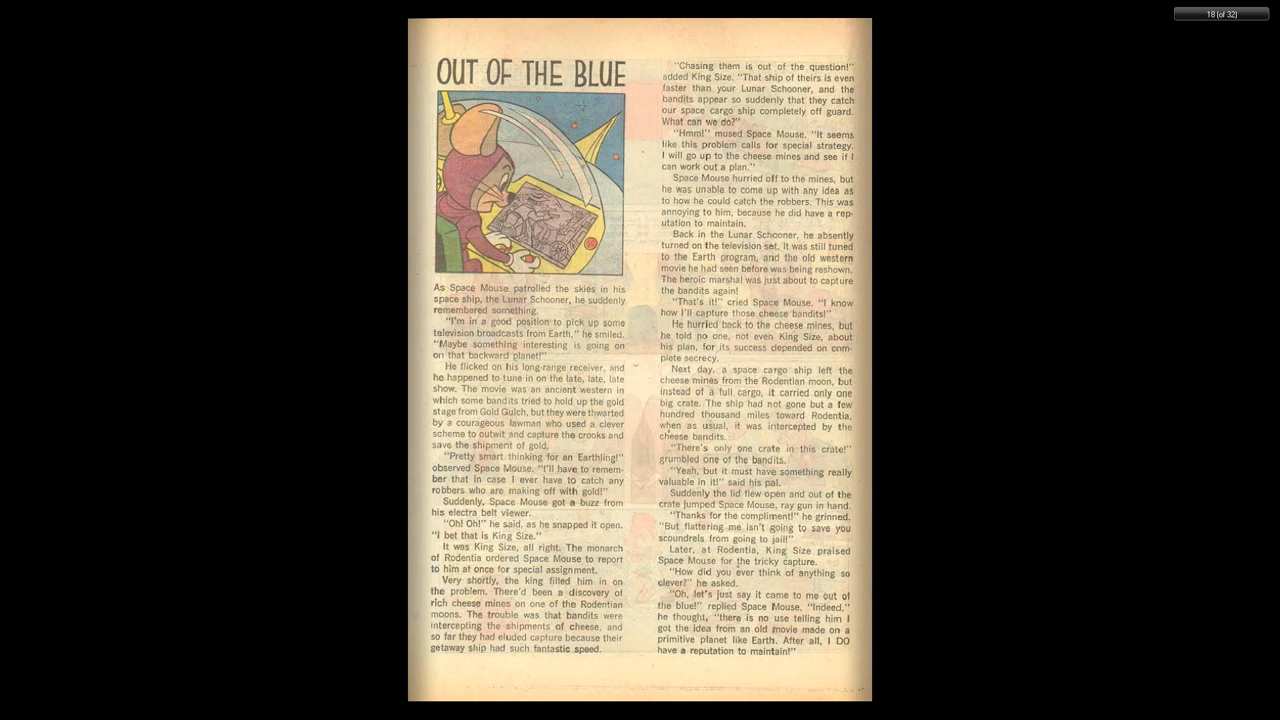 18 (of 32)
OUT OF THE BLUE
As Space Mouse patrolled the skies in his
space ship, the Lunar Schooner, he suddenly
remembered something.
"I'm in a good position to pick up some
television broadcasts from Earth," he smiled.
"Maybe something interesting is going on
on that backward planet!"
He flicked on his long-range receiver, and
he happened to tune in on the late, late, late
show. The movie was an ancient western in
which some bandits tried to hold up the gold
stage from Gold Gulch, but they were thwarted
by a courageous lawman who used a clever
scheme to outwit and capture the crooks and
save the shipment of gold.
"Pretty smart thinking for an Earthling!"
observed Space Mouse. "I'll have to remem-
ber that in case I ever have to catch any
robbers who are making off with gold!"
Suddenly, Space Mouse got a buzz from
his electra belt viewer.
"Oh! Oh!" he said, as he snapped it open.
"I bet that is King Size."
It was King Size, all right. The monarch
of Rodentia ordered Space Mouse to report
to him at once for special assignment.
Very shortly, the king filled him in on
the problem. There'd been a discovery of
rich cheese mines on one of the Rodentian
moons. The trouble was that bandits were
intercepting the shipments of cheese, and
so far they had eluded capture because their
getaway ship had such fantastic speed.
"Chasing them is out of the question!"
added King Size. "That ship of theirs is even
faster than your Lunar Schooner, and the
bandits appear so suddenly that they catch
our space cargo ship completely off guard.
What can we do?"
"Hmm!" mused Space Mouse. "It seems
like this problem calls for special strategy.
I will go up to the cheese mines and see if I
can work out a plan."
Space Mouse hurried off to the mines, but
he was unable to come up with any idea as
to how he could catch the robbers. This was
annoying to him, because he did have a rep-
utation to maintain.
Back in the Lunar Schooner, he absently
turned on the television set. It was still tuned
to the Earth program, and the old western
movie he had seen before was being reshown.
The heroic marshal was just about to capture
the bandits again!
"That's it!" cried Space Mouse. "I know
how I'll capture those cheese bandits!"
He hurried back to the cheese mines, but
he told no one, not even King Size, about
his plan, for its success depended on com-
plete secrecy.
Next day, a space cargo ship left the
cheese mines from the Rodentian moon, but
instead of a full cargo, it carried only one
big crate. The ship had not gone but a few
hundred thousand miles toward Rodentia,
when as usual, it was intercepted by the
cheese bandits.
"There's only one crate in this crate!"
grumbled one of the bandits.
"Yeah, but it must have something really
valuable in it!" said his pal.
Suddenly the lid flew open and out of the
crate jumped Space Mouse, ray gun in hand.
"Thanks for the compliment!" he grinned.
"But flattering me isn't going to save you
scoundrels from going to jail!"
Later, at Rodentia, King Size praised
Space Mouse for the tricky capture.
"How did you ever think of anything so
clever?" he asked.
"Oh, let's just say it came to me out of
the blue!" replied Space Mouse. "Indeed,"
he thought, "there is no use telling him I
got the idea from an old movie made on a
primitive planet like Earth. After all, I DO
have a reputation to maintain!"